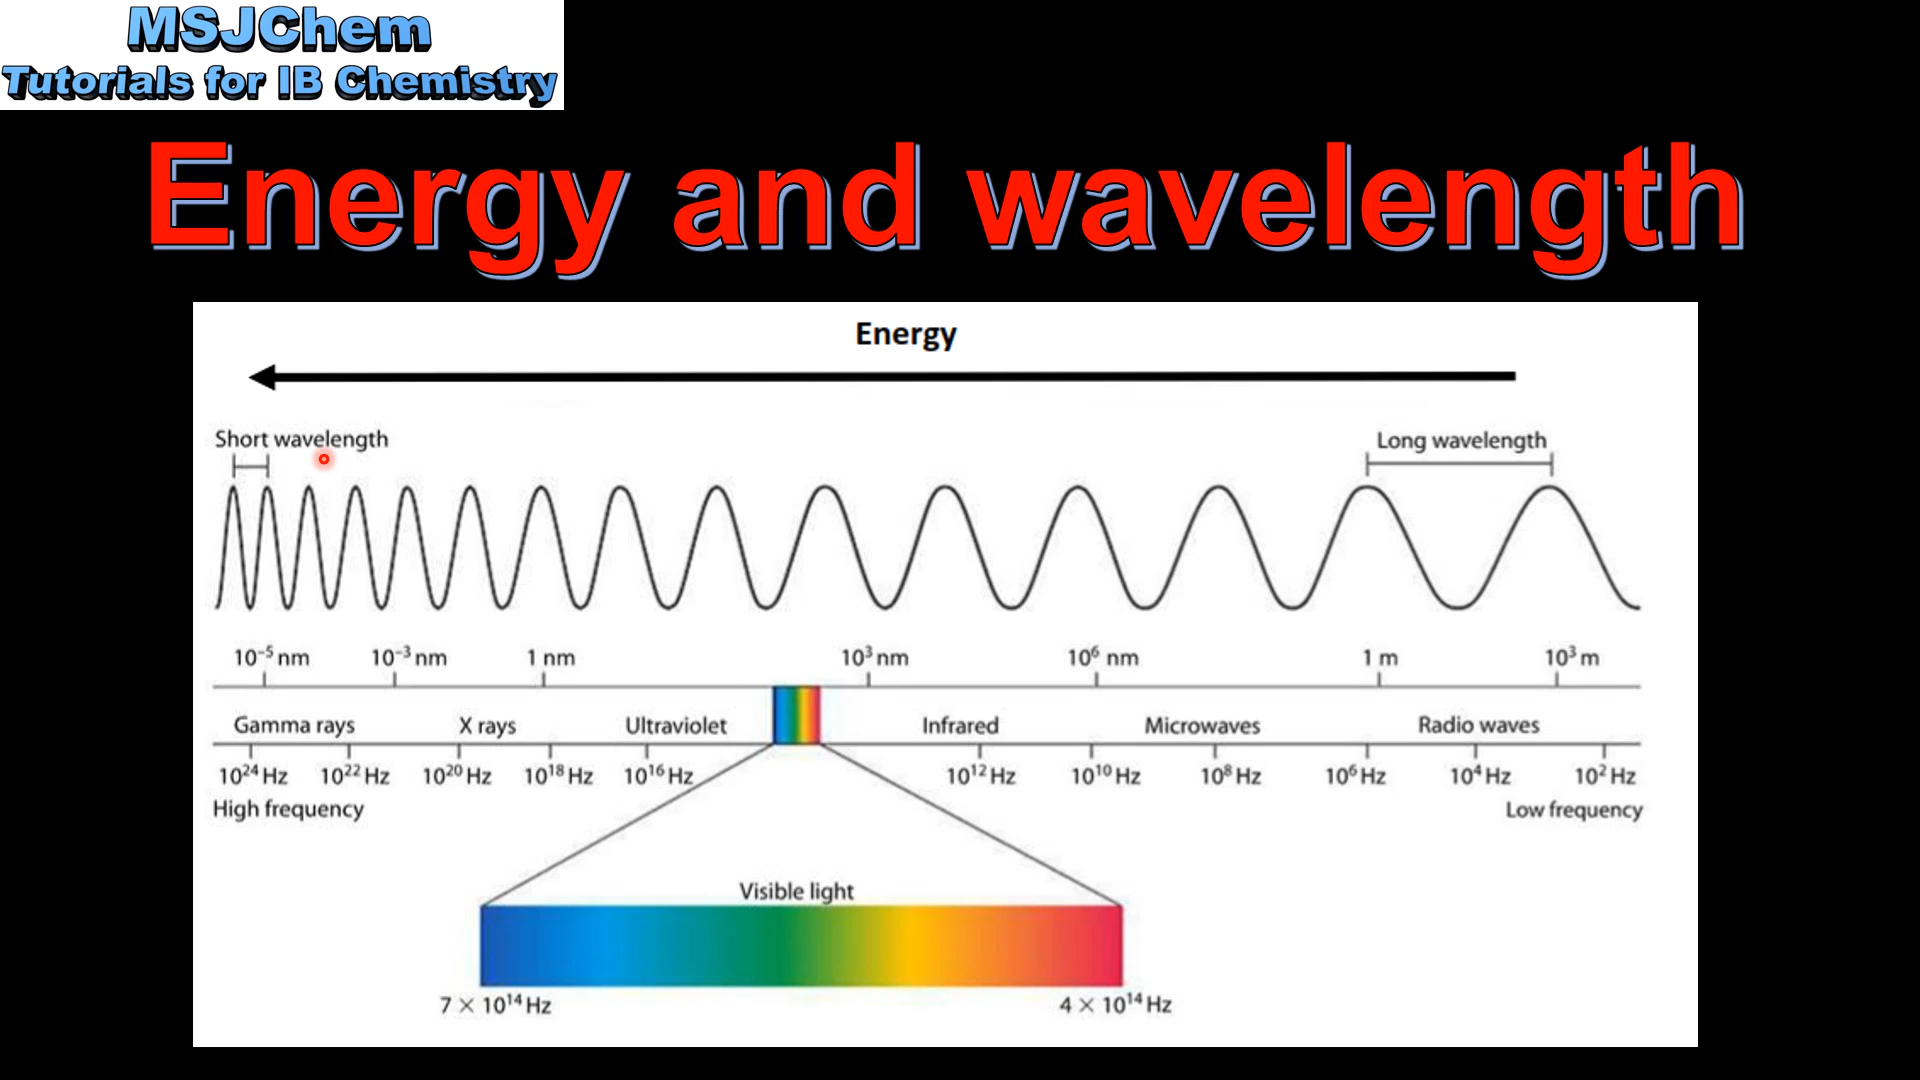 MSJChem
Tutorials for IB Chemistry
Energy and wavelength
Energy
Short wavelength
Long wavelength
10⁻⁵ nm 10⁻³ nm 1 nm 10³ nm 10⁶ nm 1 m 10³ m
Gamma rays X rays Ultraviolet Infrared Microwaves Radio waves
10²⁴ Hz 10²² Hz 10²⁰ Hz 10¹⁸ Hz 10¹⁶ Hz 10¹² Hz 10¹⁰ Hz 10⁸ Hz 10⁶ Hz 10⁴ Hz 10² Hz
High frequency Low frequency
Visible light
7 × 10¹⁴ Hz 4 × 10¹⁴ Hz